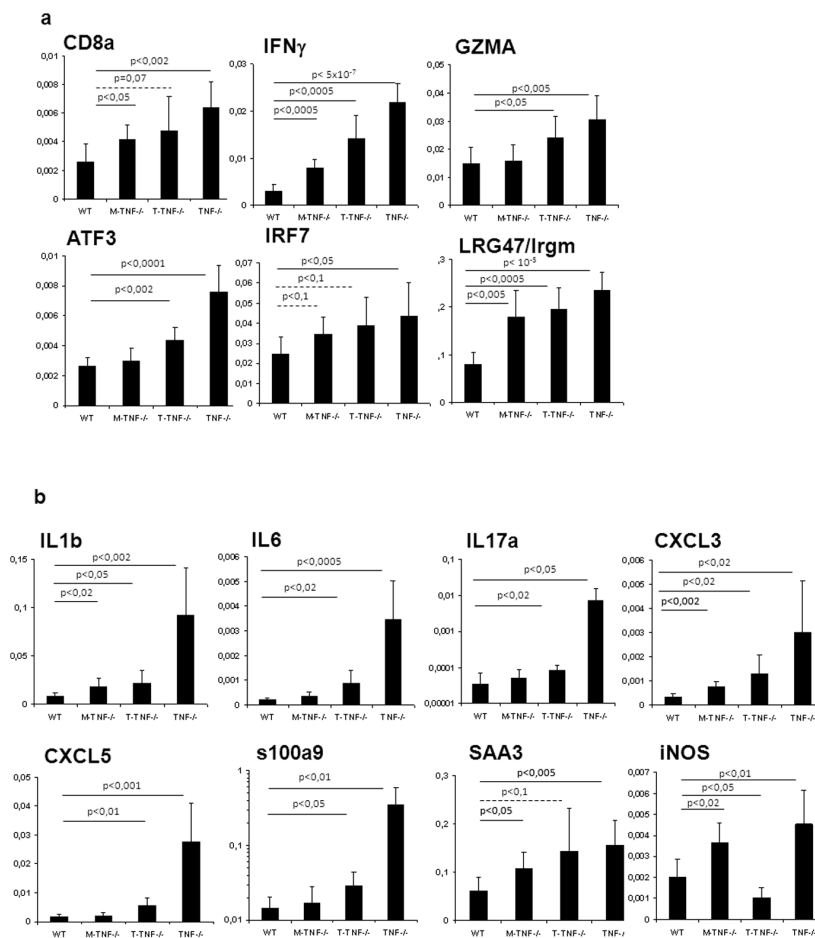 a
CD8a
p<0,002
p=0,07
p<0,05
0,01
0,008
0,006
0,004
0,002
0
WT M-TNF-/- T-TNF-/- TNF-/-
IFNγ
p< 5x10-7
p<0,0005
p<0,0005
0,03
0,02
0,01
0
WT M-TNF-/- T-TNF-/- TNF-/-
GZMA
p<0,005
p<0,05
0,05
0,04
0,03
0,02
0,01
0
WT M-TNF-/- T-TNF-/- TNF-/-
ATF3
p<0,0001
p<0,002
0,01
0,008
0,006
0,004
0,002
0
WT M-TNF-/- T-TNF-/- TNF-/-
IRF7
p<0,05
p<0,1
p<0,1
0,08
0,07
0,06
0,05
0,04
0,03
0,02
0,01
0
WT M-TNF-/- T-TNF-/- TNF-/-
LRG47/Irgm
p< 10-5
p<0,0005
p<0,005
,3
0,2
0,1
0
WT M-TNF-/- T-TNF-/- TNF-/-
b
IL1b
p<0,002
p<0,05
p<0,02
0,15
0,1
0,05
0
WT M-TNF-/- T-TNF-/- TNF-/-
IL6
p<0,0005
p<0,02
0,006
0,005
0,004
0,003
0,002
0,001
0
WT M-TNF-/- T-TNF-/- TNF-/-
IL17a
p<0,05
p<0,02
0,1
0,01
0,0001
0,00001
WT M-TNF-/- T-TNF-/- TNF-/-
CXCL3
p<0,02
p<0,02
p<0,002
0,006
0,005
0,004
0,003
0,002
0,001
0
WT M-TNF-/- T-TNF-/- TNF-/-
CXCL5
p<0,001
p<0,01
0,05
0,04
0,03
0,02
0,01
0
WT M-TNF-/- T-TNF-/- TNF-/-
s100a9
p<0,01
p<0,05
1
0,1
0,01
WT M-TNF-/- T-TNF-/- TNF-/-
SAA3
p<0,005
p<0,1
p<0,05
0,3
0,2
0,1
0
WT M-TNF-/- T-TNF-/- TNF-/-
iNOS
p<0,01
p<0,05
p<0,02
0,007
0,006
0,005
0,004
0,003
0,002
0,001
0
WT M-TNF-/- T-TNF-/- TNF-/-